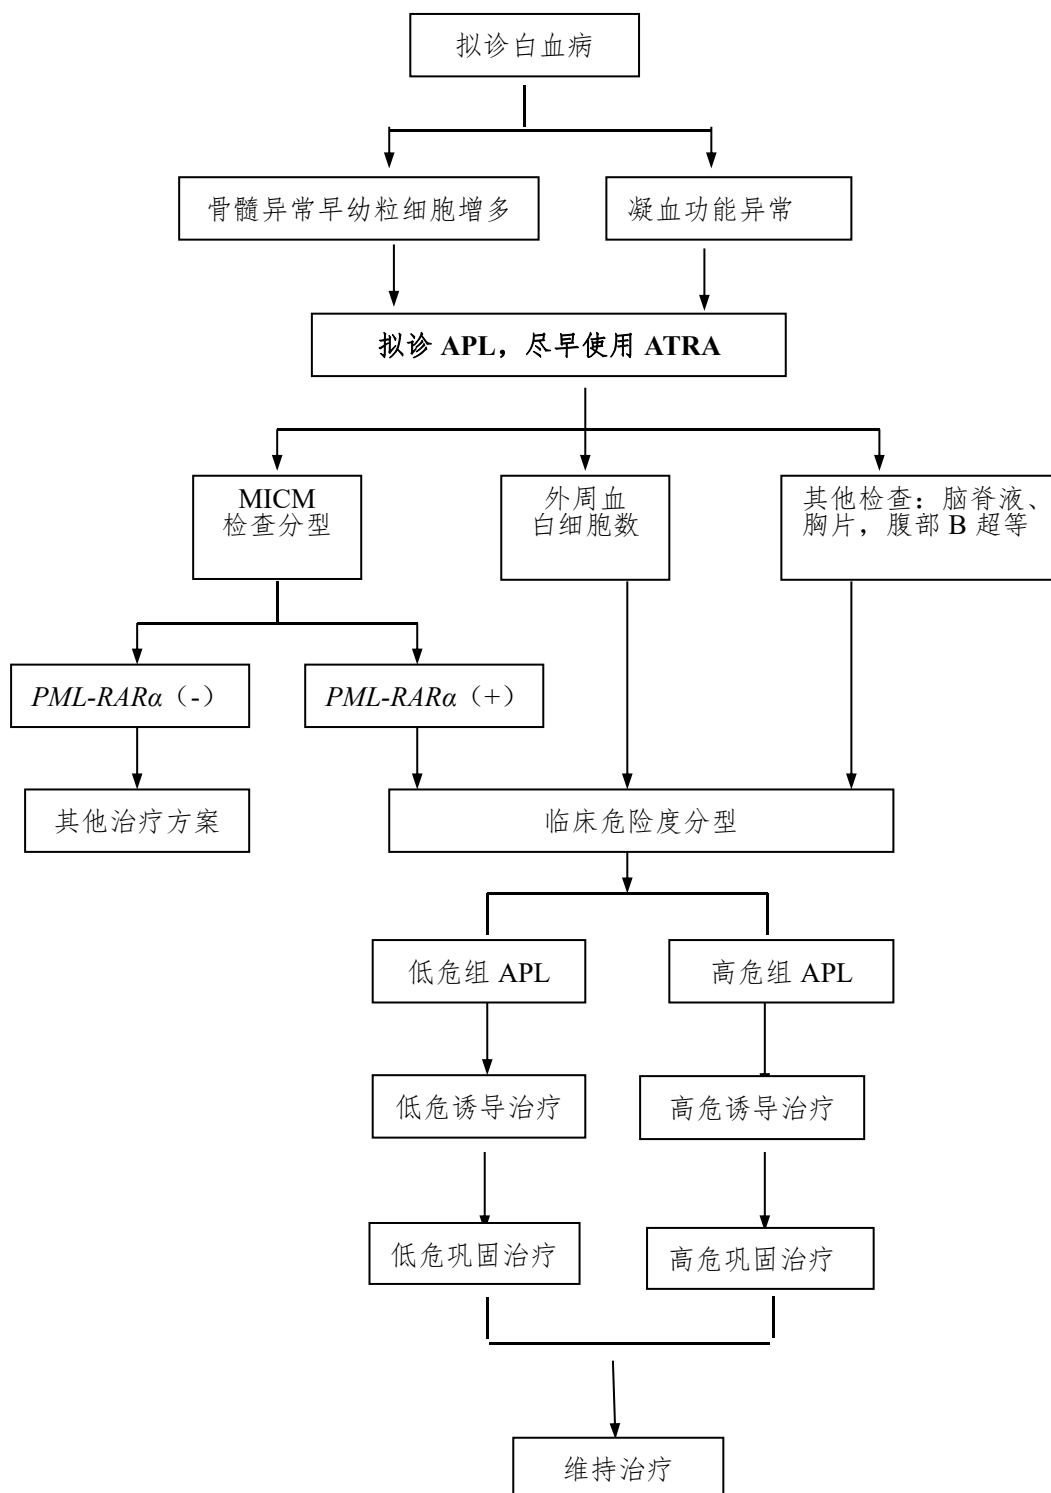 拟诊白血病
骨髓异常早幼粒细胞增多
凝血功能异常
拟诊 APL，尽早使用 ATRA
MICM
检查分型
外周血
白细胞数
其他检查：脑脊液、
胸片，腹部 B 超等
PML-RARα（-）
PML-RARα（+）
其他治疗方案
临床危险度分型
低危组 APL
高危组 APL
低危诱导治疗
高危诱导治疗
低危巩固治疗
高危巩固治疗
维持治疗